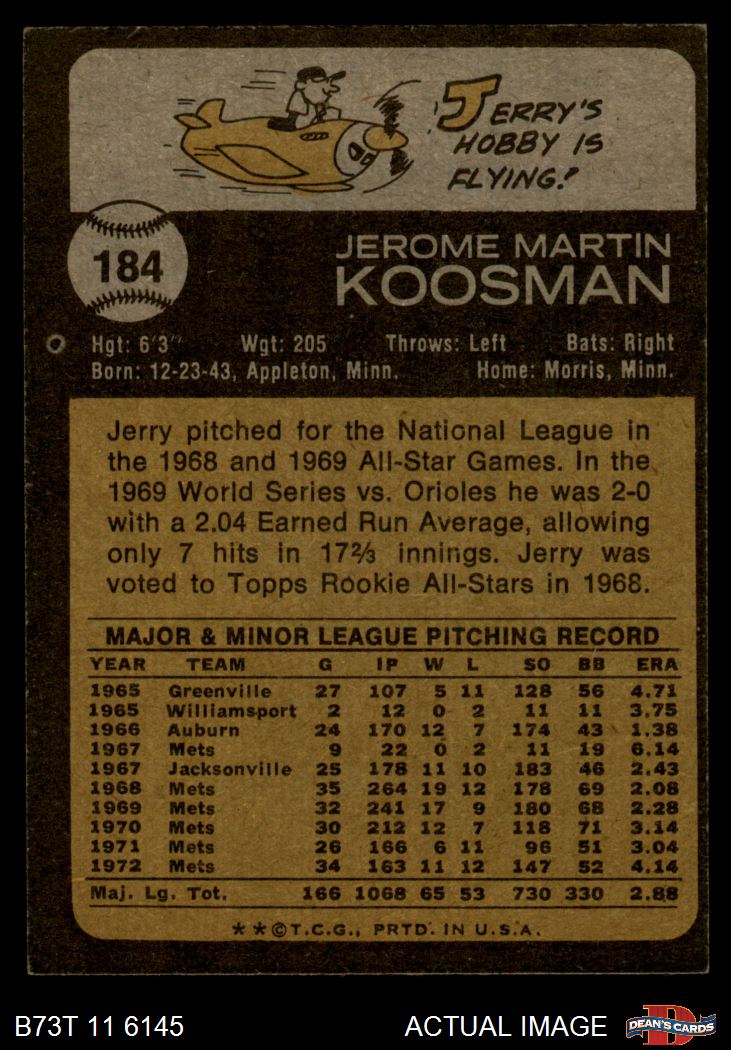 JERRY'S
HOBBY IS
FLYING!
184
JEROME MARTIN
KOOSMAN
Hgt: 6'3" Wgt: 205 Throws: Left Bats: Right
Born: 12-23-43, Appleton, Minn. Home: Morris, Minn.
Jerry pitched for the National League in
the 1968 and 1969 All-Star Games. In the
1969 World Series vs. Orioles he was 2-0
with a 2.04 Earned Run Average, allowing
only 7 hits in 17⅔ innings. Jerry was
voted to Topps Rookie All-Stars in 1968.
MAJOR & MINOR LEAGUE PITCHING RECORD
YEAR TEAM G IP W L SO BB ERA
1965 Greenville 27 107 5 11 128 56 4.71
1965 Williamsport 2 12 0 2 11 11 3.75
1966 Auburn 24 170 12 7 174 43 1.38
1967 Mets 9 22 0 2 11 19 6.14
1967 Jacksonville 25 178 11 10 183 46 2.43
1968 Mets 35 264 19 12 178 69 2.08
1969 Mets 32 241 17 9 180 68 2.28
1970 Mets 30 212 12 7 118 71 3.14
1971 Mets 26 166 6 11 96 51 3.04
1972 Mets 34 163 11 12 147 52 4.14
Maj. Lg. Tot. 166 1068 65 53 730 330 2.88
**©T.C.G., PRTD. IN U.S.A.
B73T 11 6145 ACTUAL IMAGE D DEAN'S CARDS